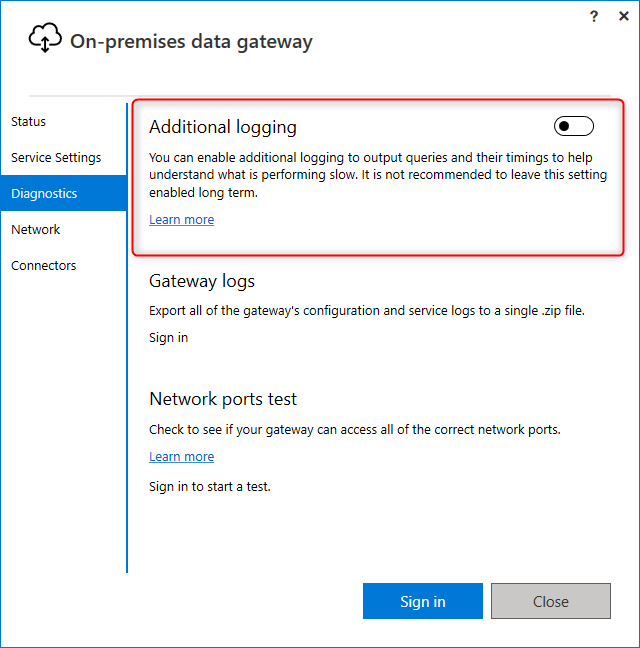 ? ×
On-premises data gateway
Status
Service Settings
Diagnostics
Network
Connectors
Additional logging
You can enable additional logging to output queries and their timings to help
understand what is performing slow. It is not recommended to leave this setting
enabled long term.
Learn more
Gateway logs
Export all of the gateway's configuration and service logs to a single .zip file.
Sign in
Network ports test
Check to see if your gateway can access all of the correct network ports.
Learn more
Sign in to start a test.
Sign in
Close